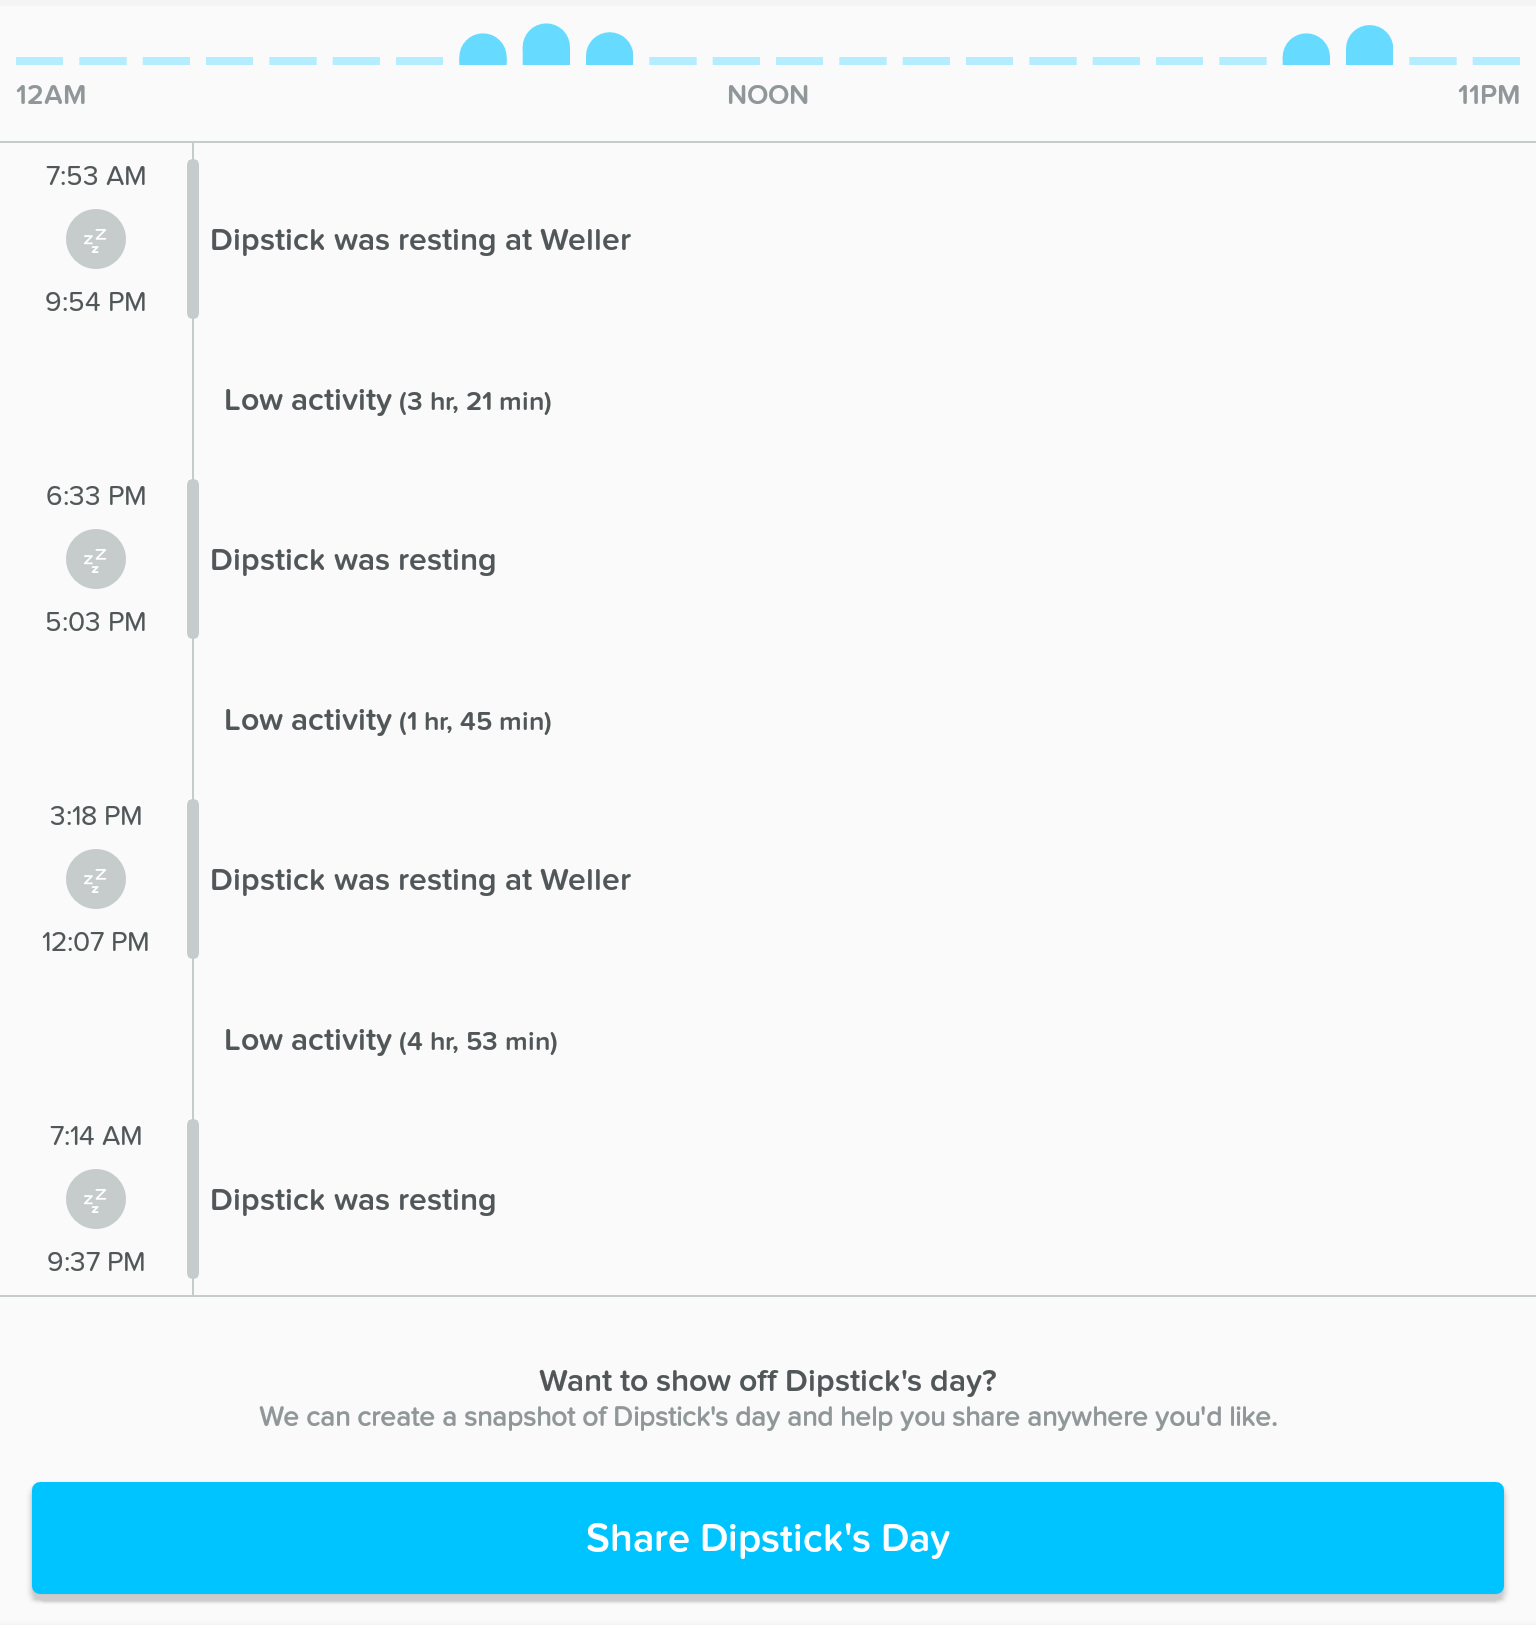 12AM NOON 11PM
7:53 AM
zZz
Dipstick was resting at Weller
9:54 PM
Low activity (3 hr, 21 min)
6:33 PM
zZz
Dipstick was resting
5:03 PM
Low activity (1 hr, 45 min)
3:18 PM
zZz
Dipstick was resting at Weller
12:07 PM
Low activity (4 hr, 53 min)
7:14 AM
zZz
Dipstick was resting
9:37 PM
Want to show off Dipstick's day?
We can create a snapshot of Dipstick's day and help you share anywhere you'd like.
Share Dipstick's Day